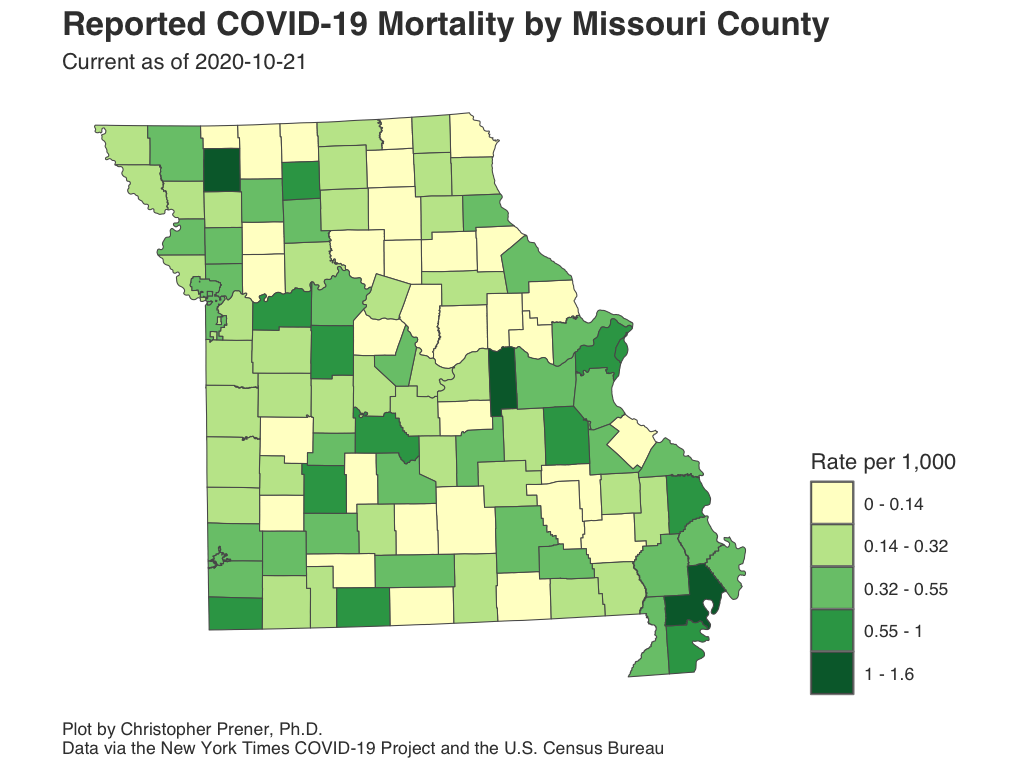 Reported COVID-19 Mortality by Missouri County
Current as of 2020-10-21
Rate per 1,000
0 - 0.14
0.14 - 0.32
0.32 - 0.55
0.55 - 1
1 - 1.6
Plot by Christopher Prener, Ph.D.
Data via the New York Times COVID-19 Project and the U.S. Census Bureau